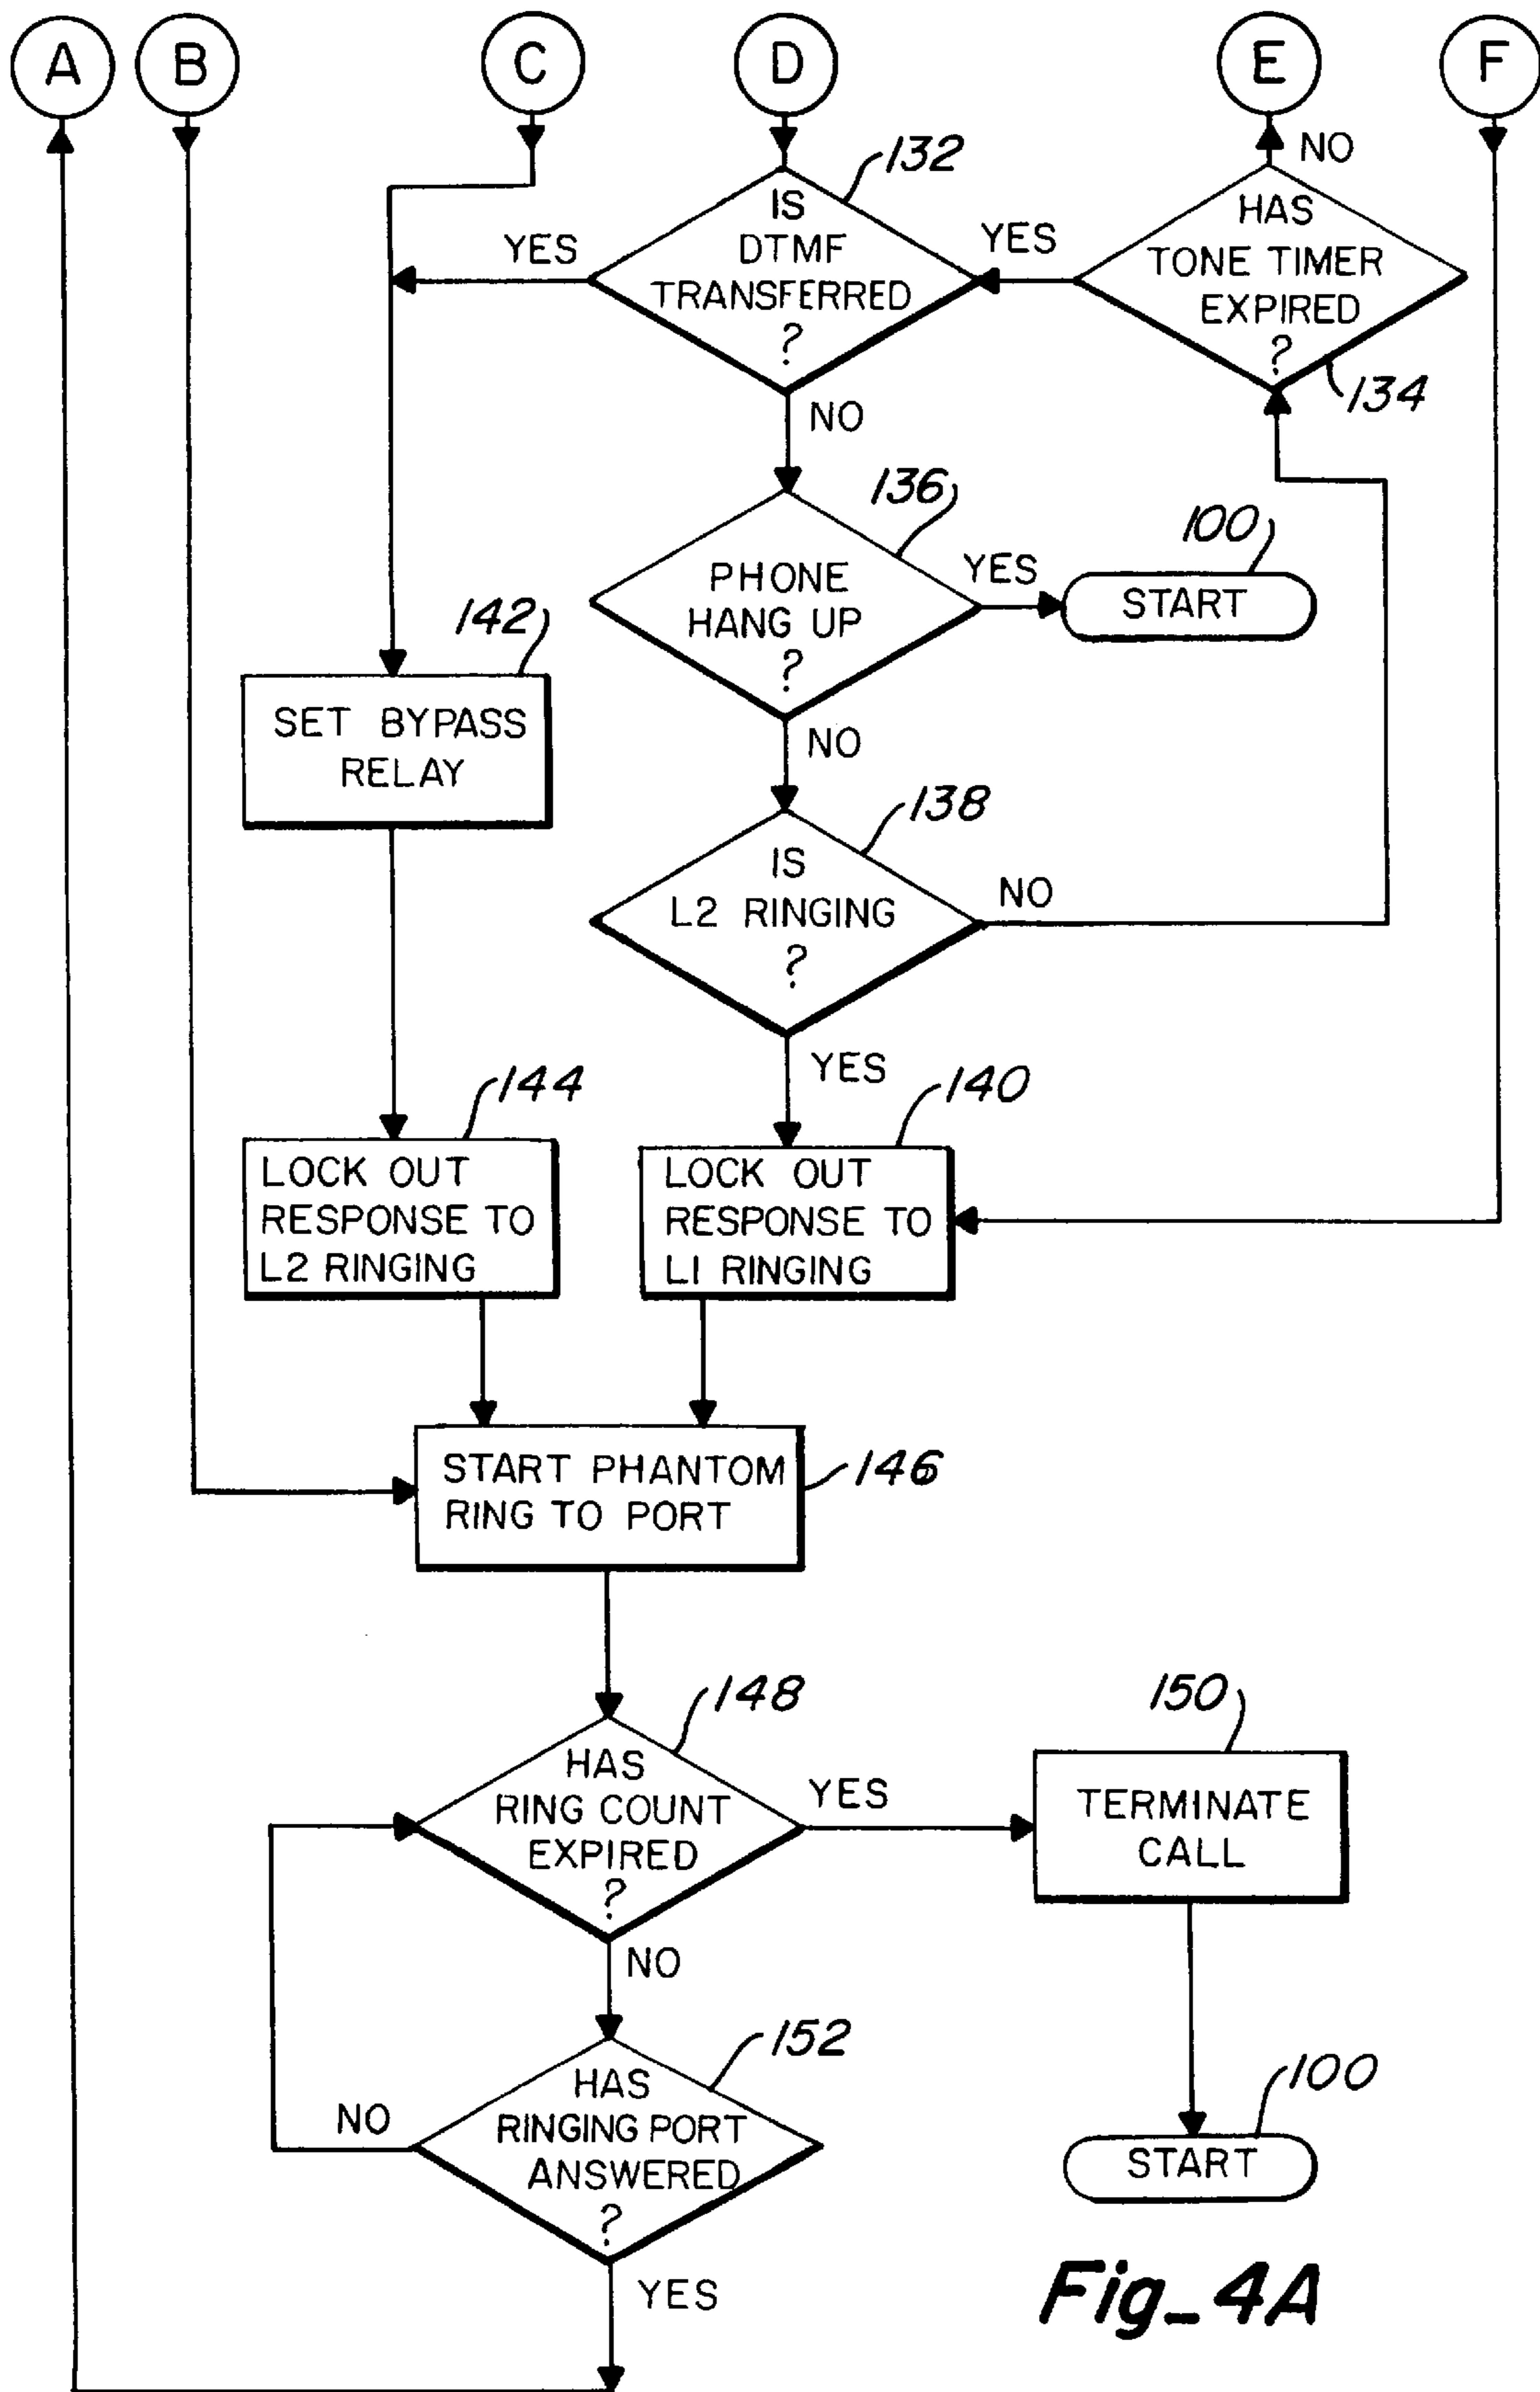 A
B
C
D
E
F
132
NO
IS
DTMF
TRANSFERRED
?
YES
YES
HAS
TONE TIMER
EXPIRED
?
134
NO
136
PHONE
HANG UP
?
YES
100
START
142
SET BYPASS
RELAY
NO
138
IS
L2 RINGING
?
NO
YES
144
LOCK OUT
RESPONSE TO
L2 RINGING
140
LOCK OUT
RESPONSE TO
L1 RINGING
START PHANTOM
RING TO PORT
146
148
HAS
RING COUNT
EXPIRED
?
YES
150
TERMINATE
CALL
NO
152
HAS
RINGING PORT
ANSWERED
?
NO
100
START
YES
Fig_4A